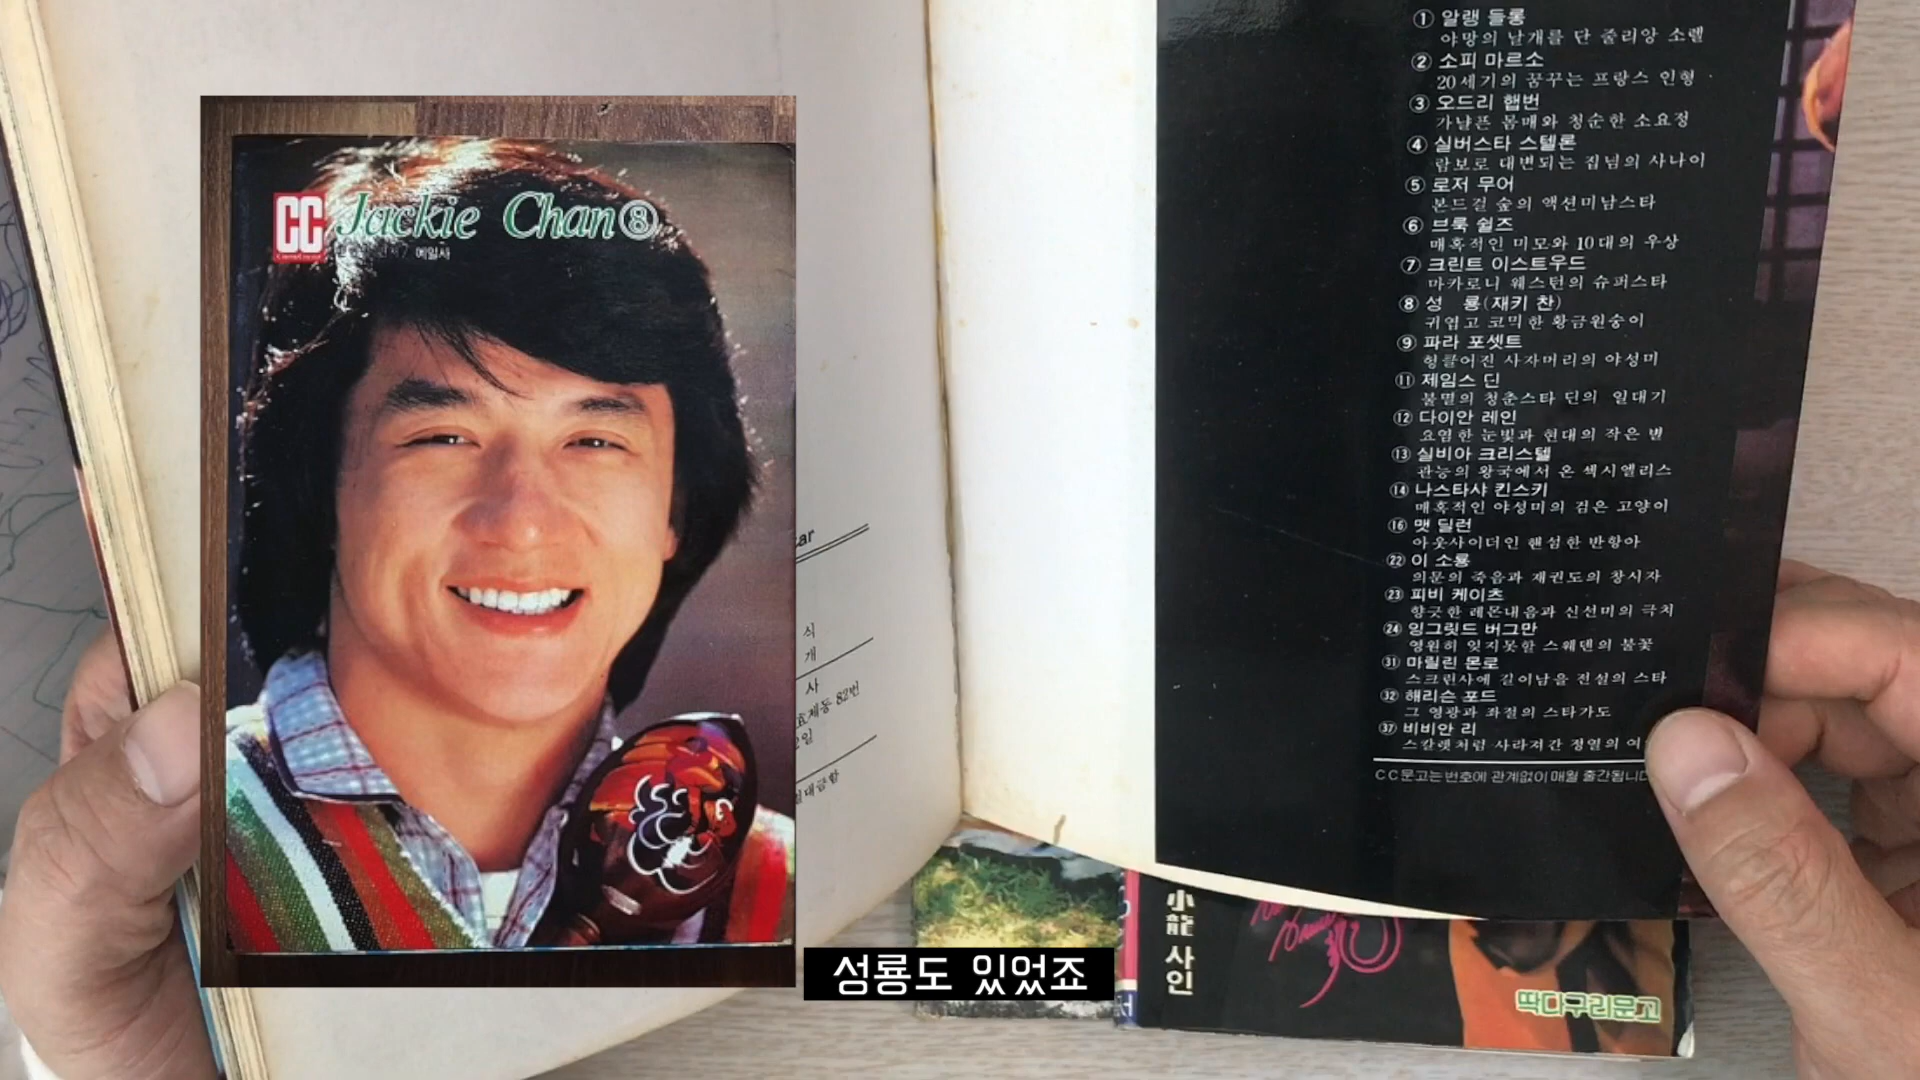 CC Jackie Chan⑧
예일사
식
개
사
효제동 82번
① 알랭 들롱
야망의 날개를 단 줄리앙 소렐
② 소피 마르소
20세기의 꿈꾸는 프랑스 인형
③ 오드리 햅번
가냘픈 몸매와 청순한 소요정
④ 실버스타 스텔론
람보로 대변되는 집념의 사나이
⑤ 로저 무어
본드걸 숲의 액션미남스타
⑥ 브룩 쉴즈
매혹적인 미모와 10대의 우상
⑦ 크린트 이스트우드
마카로니 웨스턴의 슈퍼스타
⑧ 성 룡(재키 찬)
귀엽고 코믹한 황금원숭이
⑨ 파라 포셋트
헝클어진 사자머리의 야성미
⑪ 제임스 딘
불멸의 청춘스타 딘의 일대기
⑫ 다이안 레인
요염한 눈빛과 현대의 작은 별
⑬ 실비아 크리스텔
관능의 왕국에서 온 섹시엘리스
⑭ 나스타샤 킨스키
매혹적인 야성미의 검은 고양이
⑯ 맷 딜런
아웃사이더인 핸섬한 반항아
㉒ 이 소룡
의문의 죽음과 재권도의 창시자
㉓ 피비 케이츠
향긋한 레몬내음과 신선미의 극치
㉔ 잉그릿드 버그만
영원히 잊지못할 스웨덴의 불꽃
㉛ 마릴린 몬로
스크린사에 길이남을 전설의 스타
㉜ 해리슨 포드
그 영광과 좌절의 스타가도
㊲ 비비안 리
스칼렛처럼 사라져간 정열의 여
CC문고는 번호에 관계없이 매월 출간됩니다
小龍 사인
딱다구리문고
성룡도 있었죠